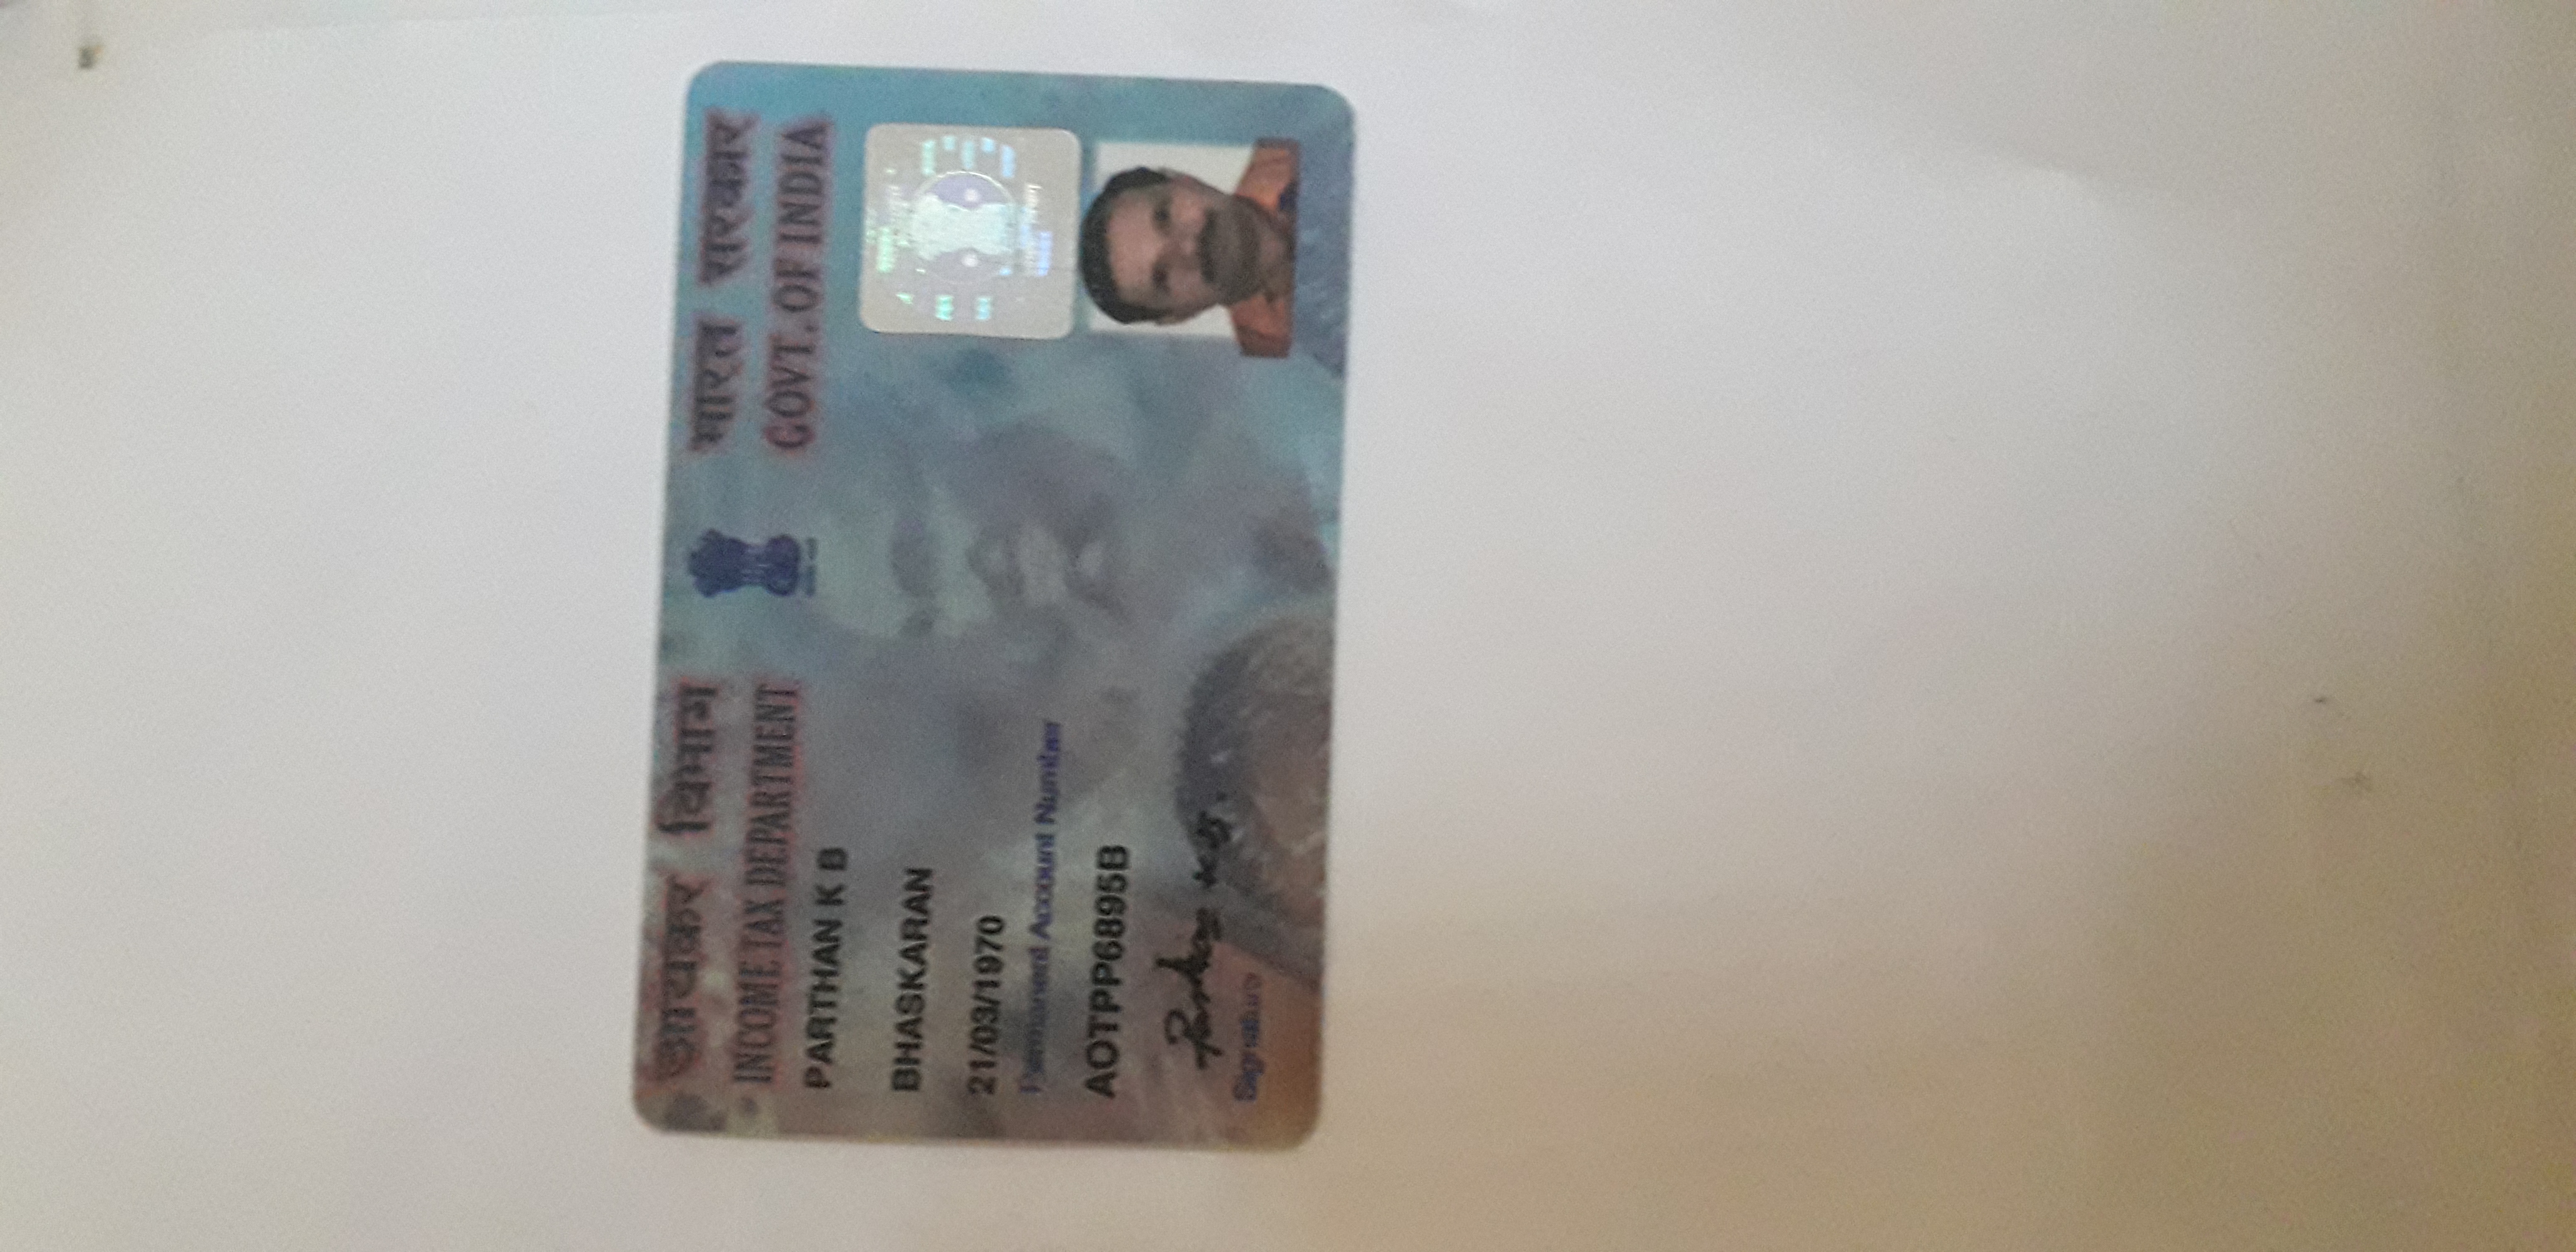 आयकर विभाग
INCOME TAX DEPARTMENT
भारत सरकार
GOVT. OF INDIA
PARTHAN K B
BHASKARAN
21/03/1970
Permanent Account Number
AOTPP6895B
Signature